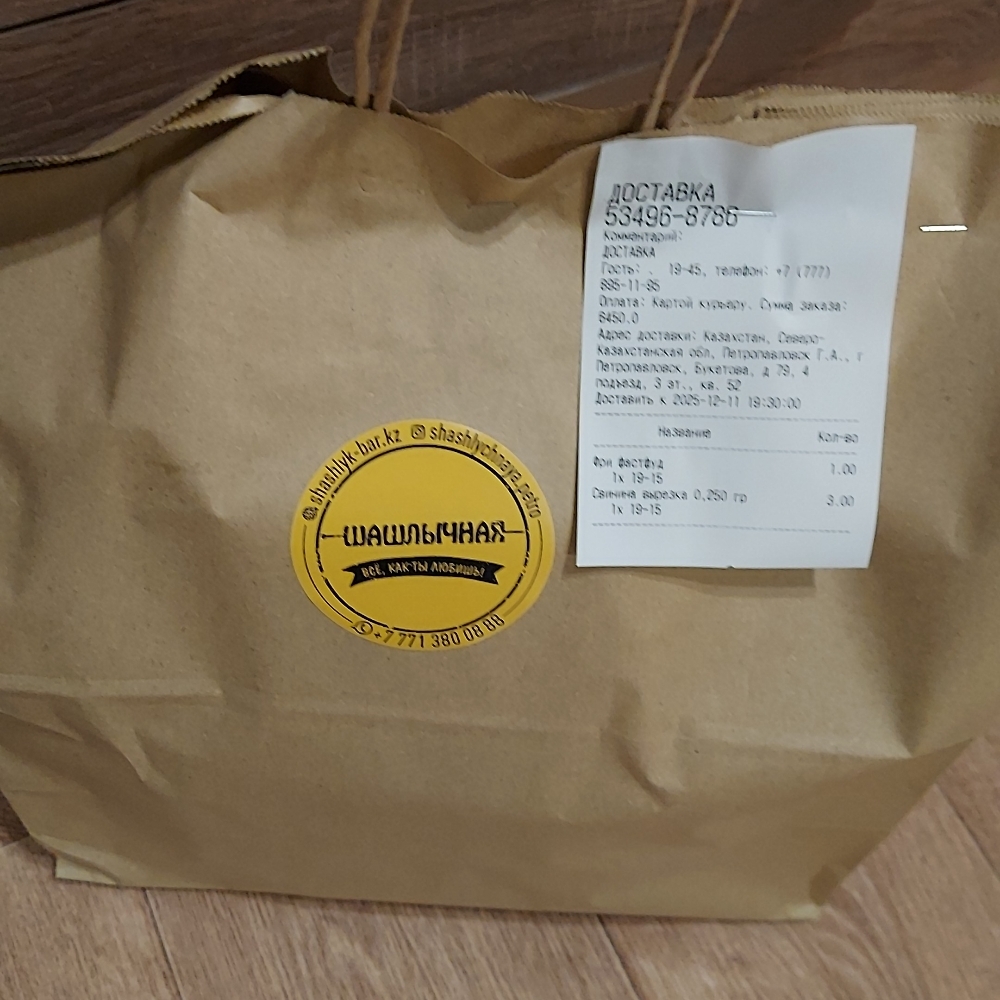 ДОСТАВКА
53496-8786
Комментарий:
ДОСТАВКА
Гость: . 19-45, телефон: +7 (777)
895-11-95
Оплата: Картой курьеру. Сумма заказа:
6450.0
Адрес доставки: Казахстан, Северо-
Казахстанская обл, Петропавловск Г.А., г
Петропавловск, Букетова, д 79, 4
подъезд, 3 эт., кв. 52
Доставить к 2025-12-11 19:30:00
Название Кол-во
Фри фастфуд 1.00
1x 19-15
Свинина вырезка 0,250 гр 3.00
1x 19-15
shashlyk-bar.kz shashlychnaya.petro
ШАШЛЫЧНАЯ
ВСЁ, КАК ТЫ ЛЮБИШЬ!
+7 771 380 08 88